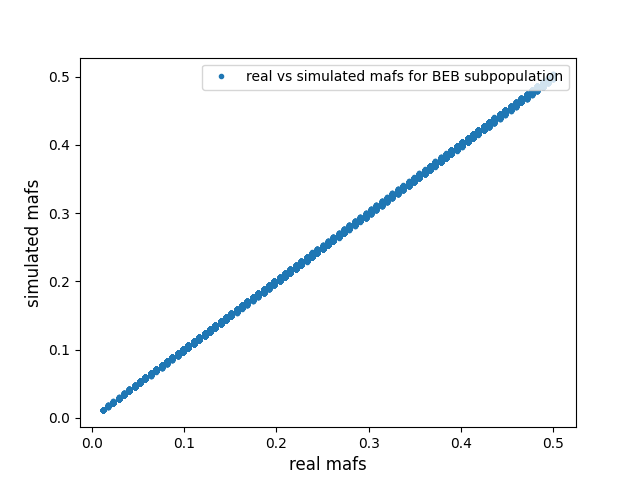 real vs simulated mafs for BEB subpopulation
0.5
0.4
0.3
0.2
0.1
0.0
simulated mafs
0.0 0.1 0.2 0.3 0.4 0.5
real mafs